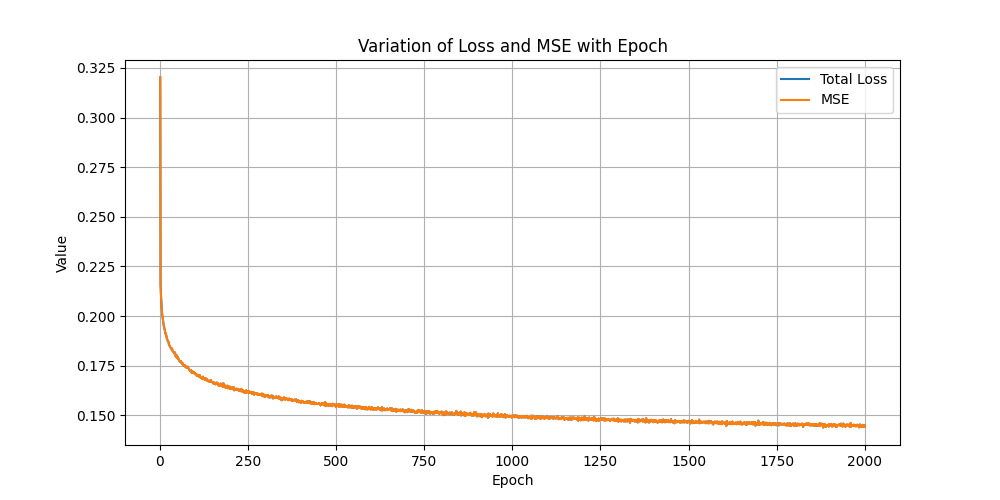 Variation of Loss and MSE with Epoch
Total Loss
MSE
0.325
0.300
0.275
0.250
0.225
0.200
0.175
0.150
Value
0 250 500 750 1000 1250 1500 1750 2000
Epoch